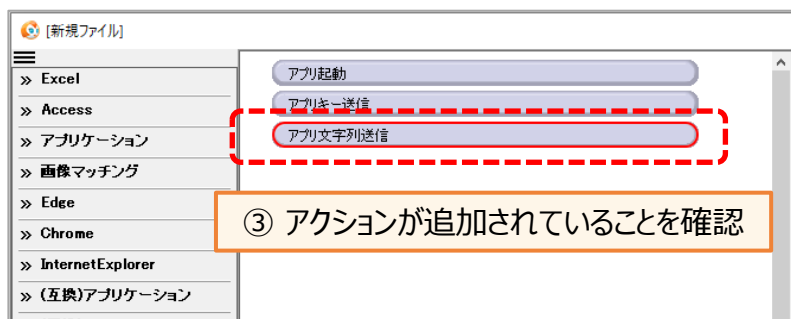 [新規ファイル]
» Excel
» Access
» アプリケーション
» 画像マッチング
» Edge
» Chrome
» InternetExplorer
» (互換)アプリケーション
アプリ起動
アプリキー送信
アプリ文字列送信
③ アクションが追加されていることを確認